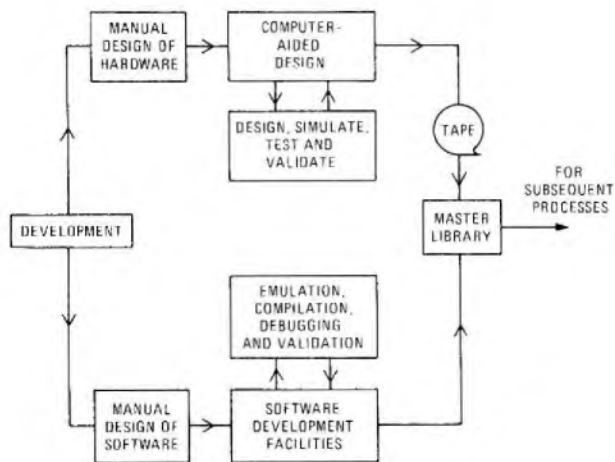 MANUAL
DESIGN OF
HARDWARE
COMPUTER-
AIDED
DESIGN
DESIGN, SIMULATE,
TEST AND
VALIDATE
TAPE
FOR
SUBSEQUENT
PROCESSES
DEVELOPMENT
MASTER
LIBRARY
EMULATION,
COMPILATION,
DEBUGGING
AND VALIDATION
MANUAL
DESIGN OF
SOFTWARE
SOFTWARE
DEVELOPMENT
FACILITIES